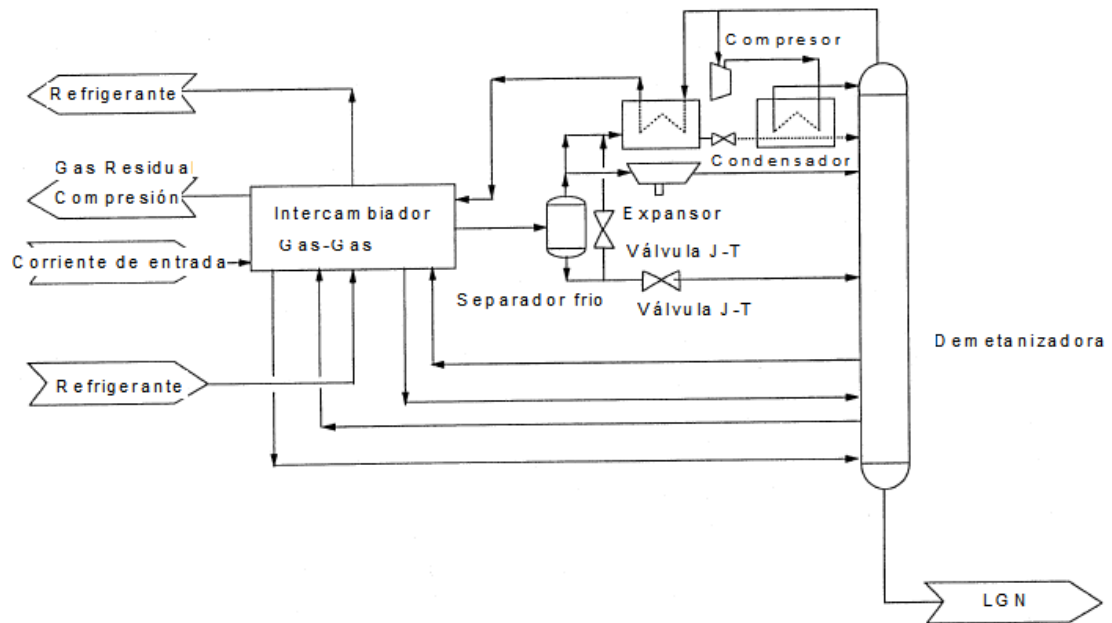 Compresor
Refrigerante
Gas Residual
Compresión
Condensador
Intercambiador
Gas-Gas
Expansor
Corriente de entrada
Válvula J-T
Separador frio
Válvula J-T
Demetanizadora
Refrigerante
LGN